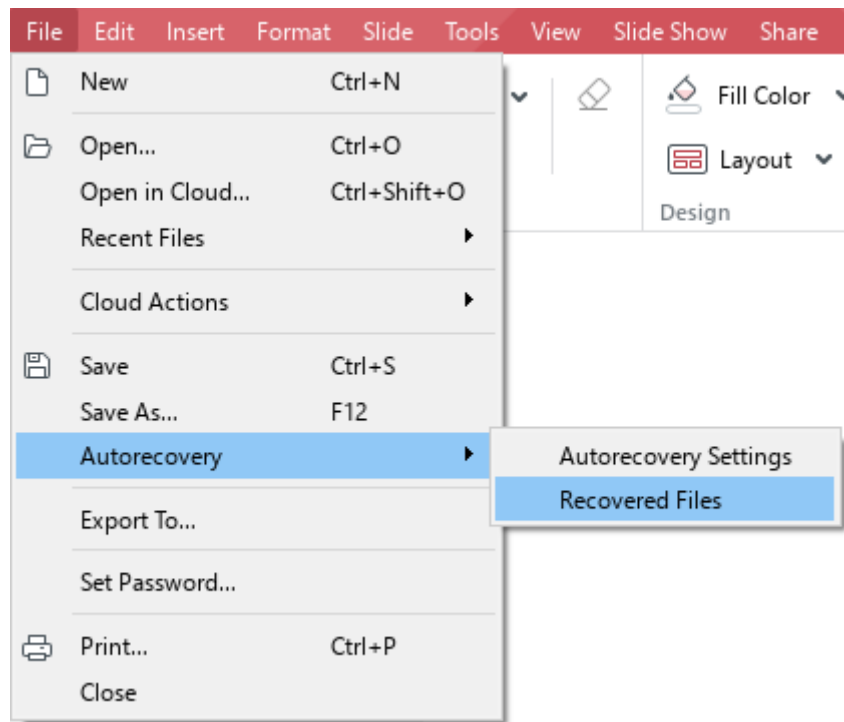 File Edit Insert Format Slide Tools View Slide Show Share
New Ctrl+N
Open... Ctrl+O
Open in Cloud... Ctrl+Shift+O
Recent Files
Cloud Actions
Save Ctrl+S
Save As... F12
Autorecovery
Export To...
Set Password...
Print... Ctrl+P
Close
Autorecovery Settings
Recovered Files
Fill Color
Layout
Design